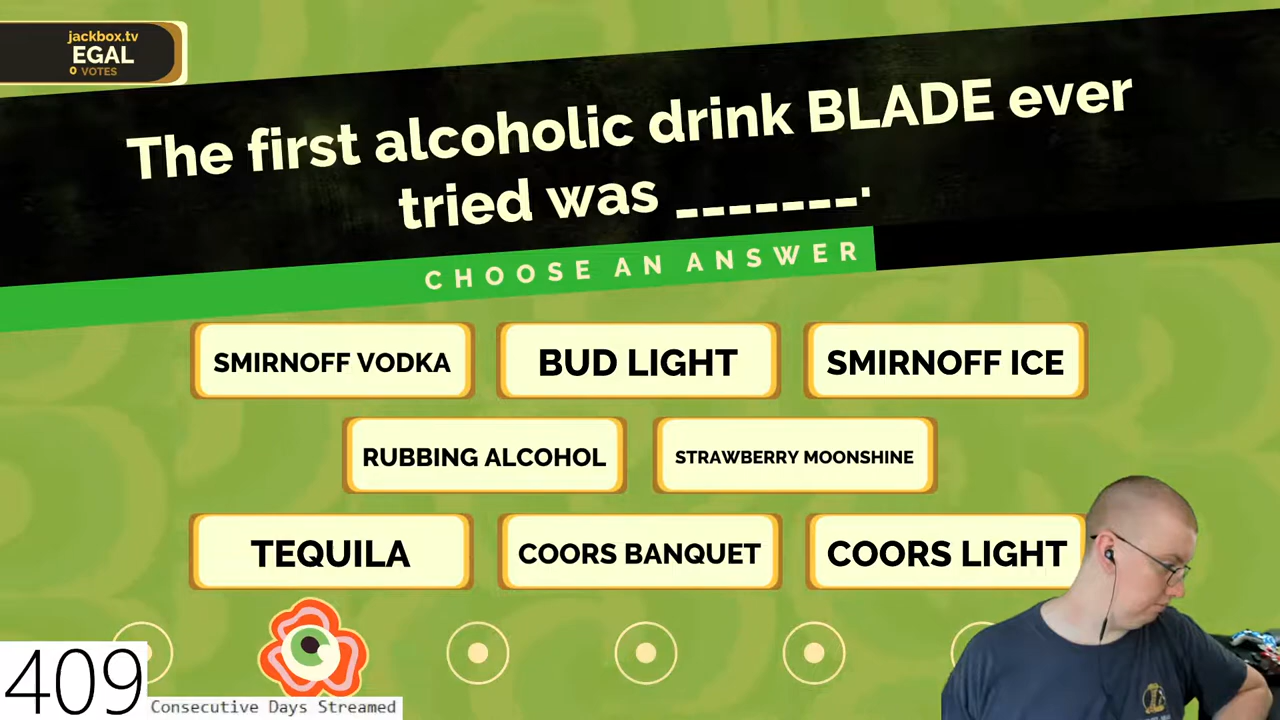 jackbox.tv
EGAL
0 VOTES
The first alcoholic drink BLADE ever
tried was _______.
CHOOSE AN ANSWER
SMIRNOFF VODKA
BUD LIGHT
SMIRNOFF ICE
RUBBING ALCOHOL
STRAWBERRY MOONSHINE
TEQUILA
COORS BANQUET
COORS LIGHT
409
Consecutive Days Streamed